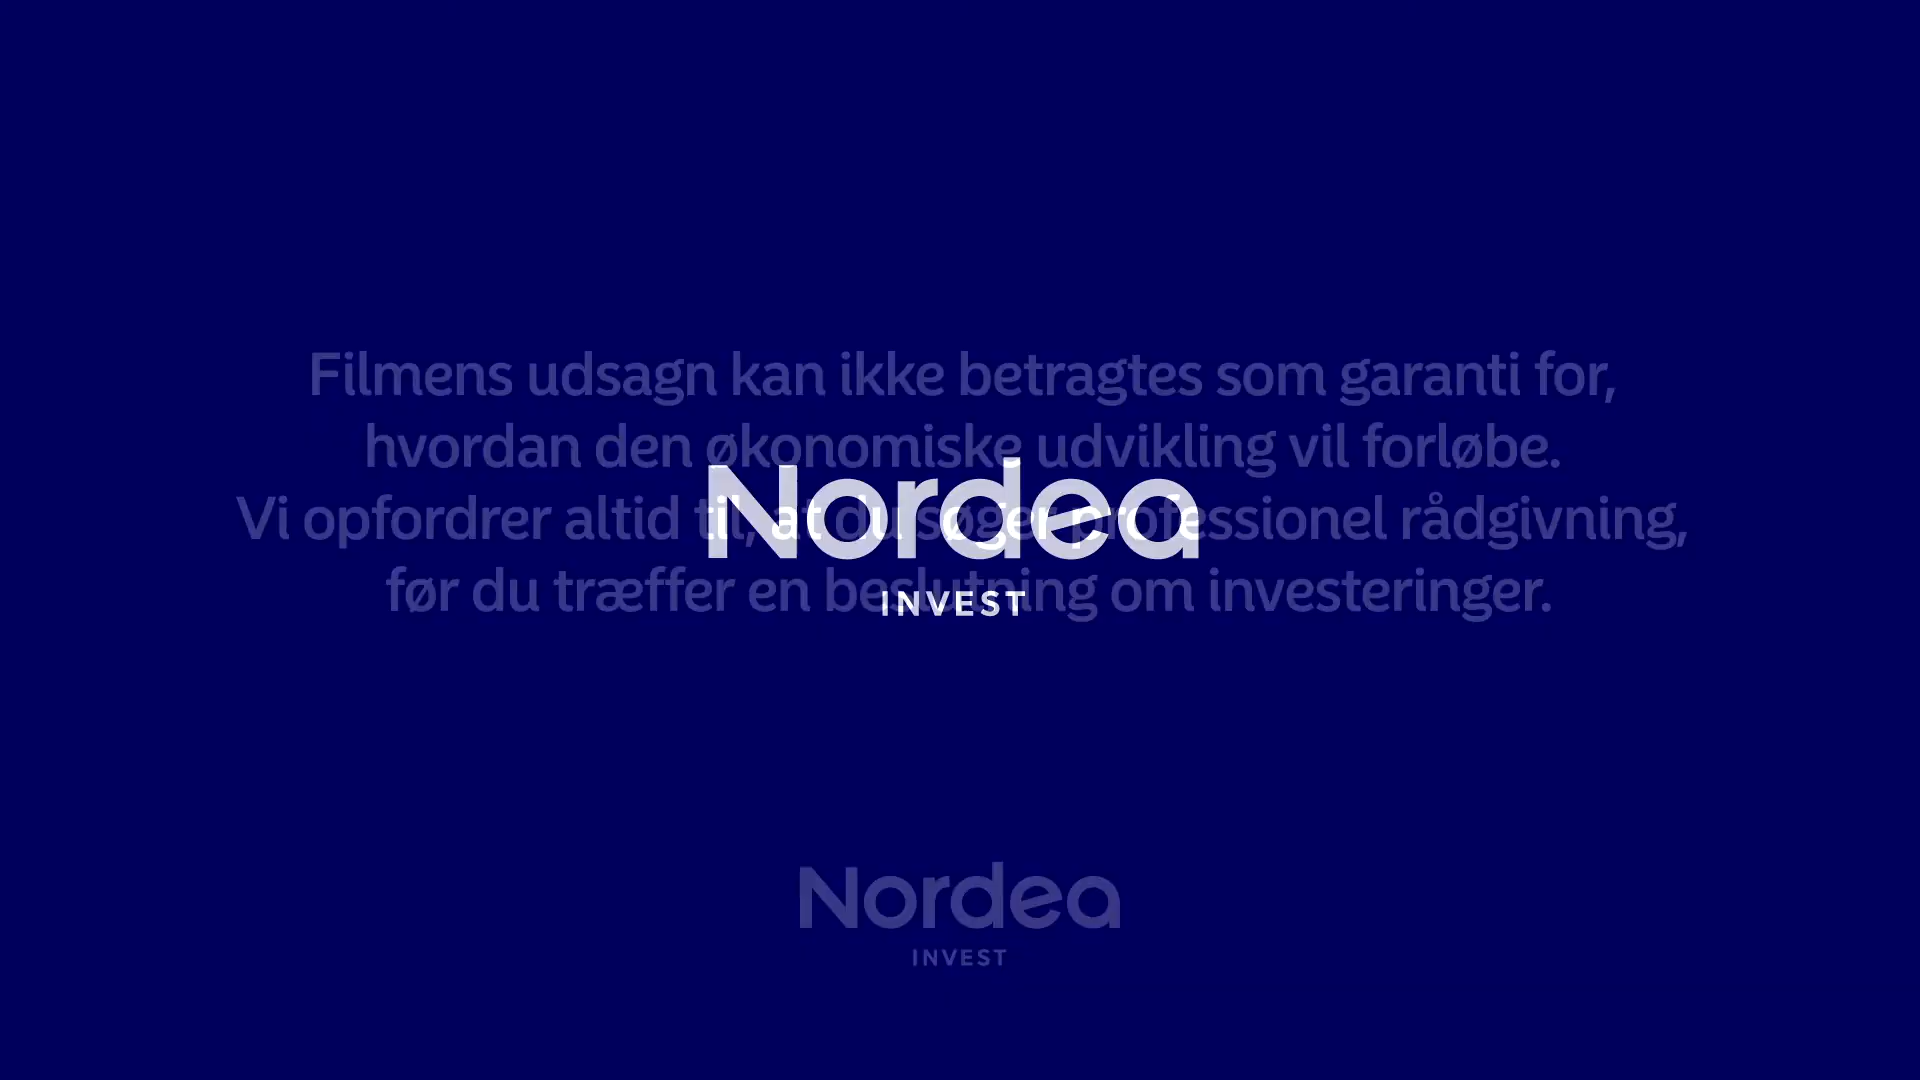 Filmens udsagn kan ikke betragtes som garanti for,
hvordan den økonomiske udvikling vil forløbe.
Nordea
Vi opfordrer altid til, at du søger professionel rådgivning,
før du træffer en beslutning om investeringer.
INVEST
Nordea
INVEST